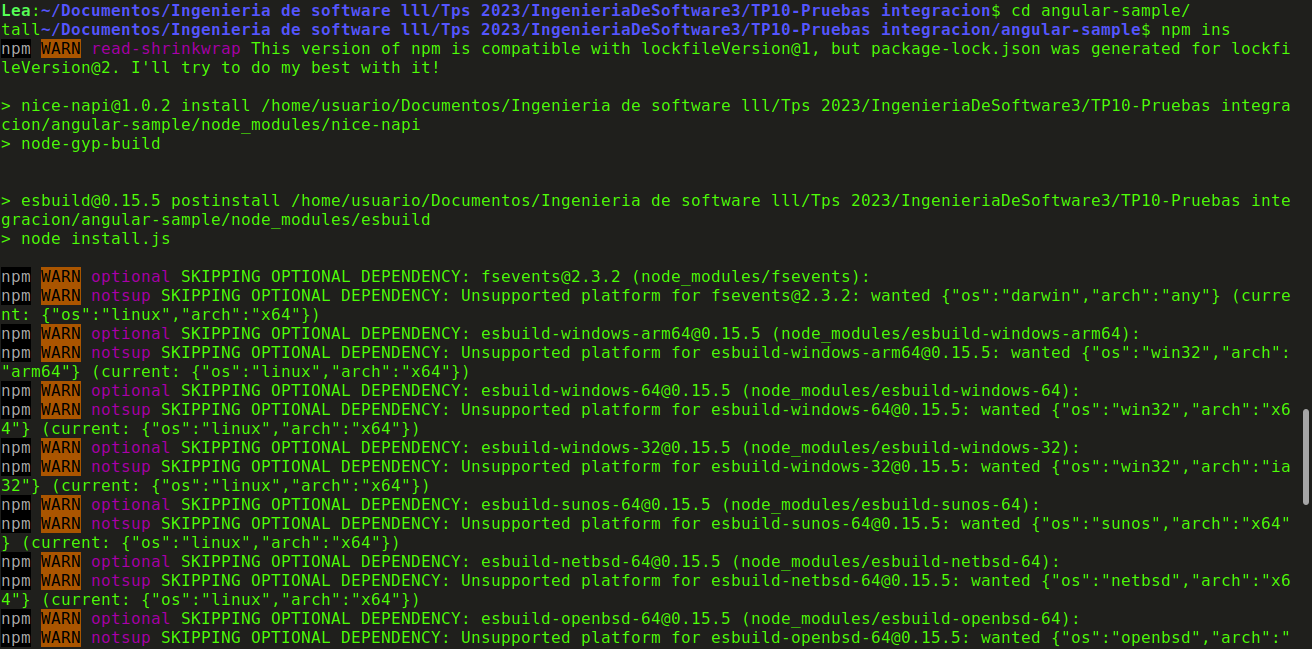 Lea:~/Documentos/Ingenieria de software lll/Tps 2023/IngenieriaDeSoftware3/TP10-Pruebas integracion$ cd angular-sample/
tall~/Documentos/Ingenieria de software lll/Tps 2023/IngenieriaDeSoftware3/TP10-Pruebas integracion/angular-sample$ npm ins
npm WARN read-shrinkwrap This version of npm is compatible with lockfileVersion@1, but package-lock.json was generated for lockfi
leVersion@2. I'll try to do my best with it!
> nice-napi@1.0.2 install /home/usuario/Documentos/Ingenieria de software lll/Tps 2023/IngenieriaDeSoftware3/TP10-Pruebas integra
cion/angular-sample/node_modules/nice-napi
> node-gyp-build
> esbuild@0.15.5 postinstall /home/usuario/Documentos/Ingenieria de software lll/Tps 2023/IngenieriaDeSoftware3/TP10-Pruebas inte
gracion/angular-sample/node_modules/esbuild
> node install.js
npm WARN optional SKIPPING OPTIONAL DEPENDENCY: fsevents@2.3.2 (node_modules/fsevents):
npm WARN notsup SKIPPING OPTIONAL DEPENDENCY: Unsupported platform for fsevents@2.3.2: wanted {"os":"darwin","arch":"any"} (curre
nt: {"os":"linux","arch":"x64"})
npm WARN optional SKIPPING OPTIONAL DEPENDENCY: esbuild-windows-arm64@0.15.5 (node_modules/esbuild-windows-arm64):
npm WARN notsup SKIPPING OPTIONAL DEPENDENCY: Unsupported platform for esbuild-windows-arm64@0.15.5: wanted {"os":"win32","arch":
"arm64"} (current: {"os":"linux","arch":"x64"})
npm WARN optional SKIPPING OPTIONAL DEPENDENCY: esbuild-windows-64@0.15.5 (node_modules/esbuild-windows-64):
npm WARN notsup SKIPPING OPTIONAL DEPENDENCY: Unsupported platform for esbuild-windows-64@0.15.5: wanted {"os":"win32","arch":"x6
4"} (current: {"os":"linux","arch":"x64"})
npm WARN optional SKIPPING OPTIONAL DEPENDENCY: esbuild-windows-32@0.15.5 (node_modules/esbuild-windows-32):
npm WARN notsup SKIPPING OPTIONAL DEPENDENCY: Unsupported platform for esbuild-windows-32@0.15.5: wanted {"os":"win32","arch":"ia
32"} (current: {"os":"linux","arch":"x64"})
npm WARN optional SKIPPING OPTIONAL DEPENDENCY: esbuild-sunos-64@0.15.5 (node_modules/esbuild-sunos-64):
npm WARN notsup SKIPPING OPTIONAL DEPENDENCY: Unsupported platform for esbuild-sunos-64@0.15.5: wanted {"os":"sunos","arch":"x64"
} (current: {"os":"linux","arch":"x64"})
npm WARN optional SKIPPING OPTIONAL DEPENDENCY: esbuild-netbsd-64@0.15.5 (node_modules/esbuild-netbsd-64):
npm WARN notsup SKIPPING OPTIONAL DEPENDENCY: Unsupported platform for esbuild-netbsd-64@0.15.5: wanted {"os":"netbsd","arch":"x6
4"} (current: {"os":"linux","arch":"x64"})
npm WARN optional SKIPPING OPTIONAL DEPENDENCY: esbuild-openbsd-64@0.15.5 (node_modules/esbuild-openbsd-64):
npm WARN notsup SKIPPING OPTIONAL DEPENDENCY: Unsupported platform for esbuild-openbsd-64@0.15.5: wanted {"os":"openbsd","arch":"